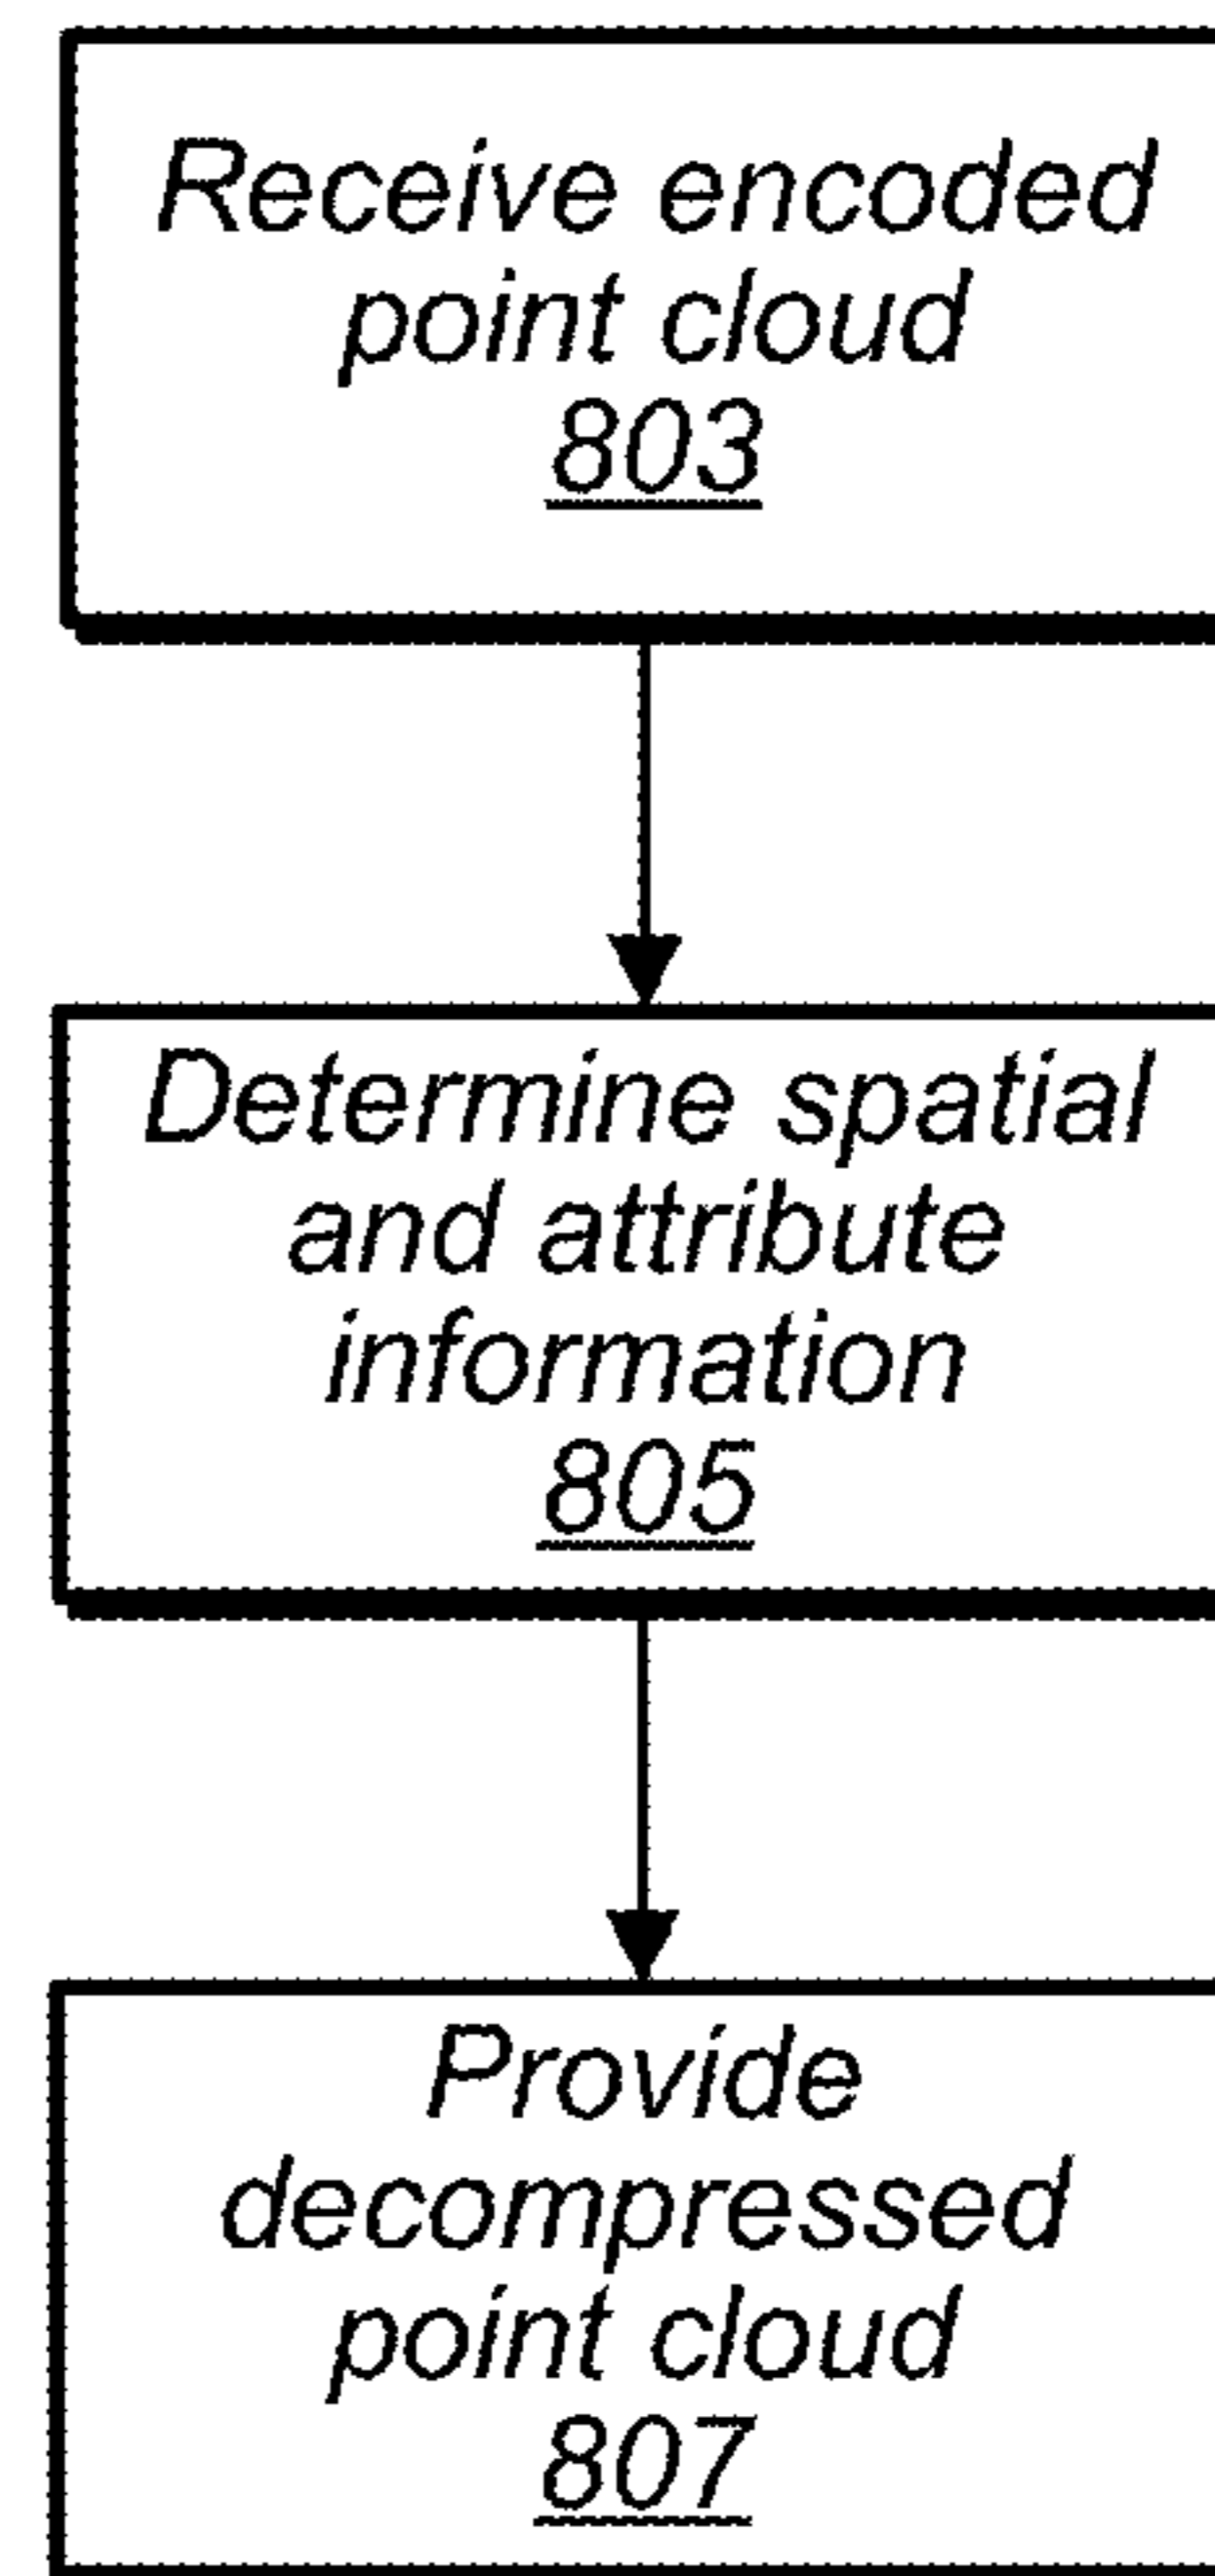 Receive encoded
point cloud
803
Determine spatial
and attribute
information
805
Provide
decompressed
point cloud
807